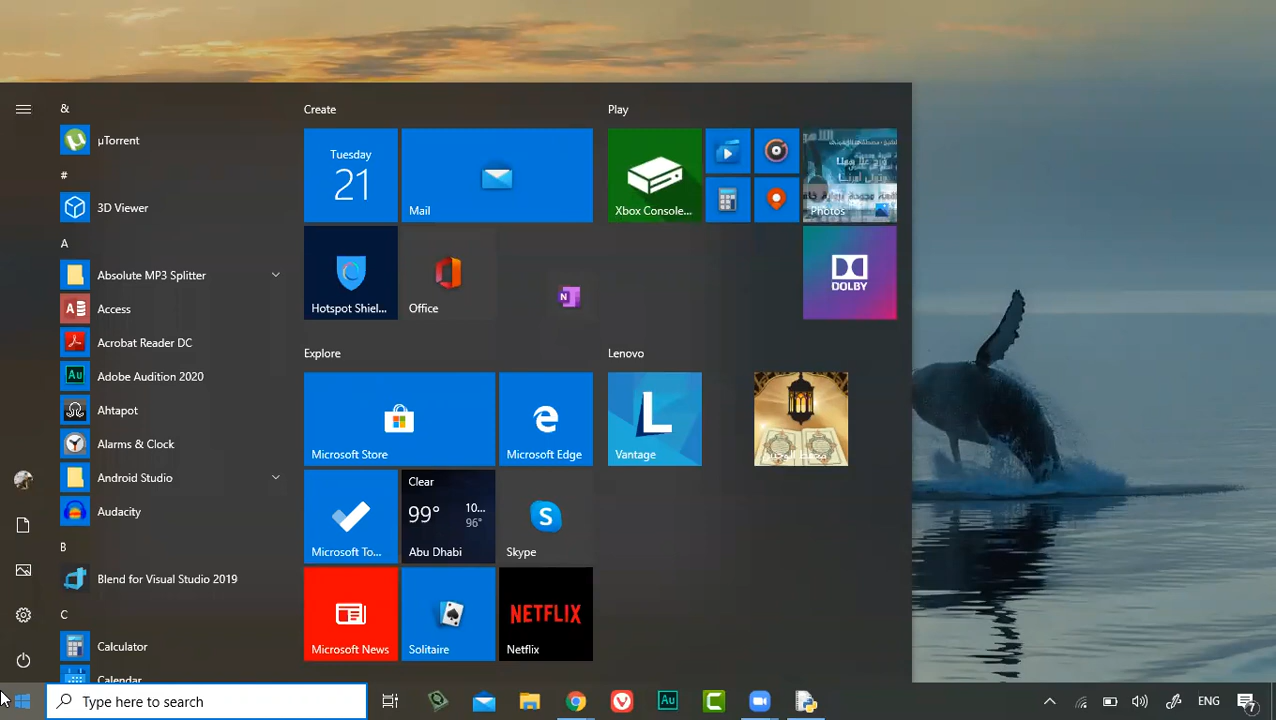 &
µTorrent
#
3D Viewer
A
Absolute MP3 Splitter
Access
Acrobat Reader DC
Adobe Audition 2020
Ahtapot
Alarms & Clock
Android Studio
Audacity
B
Blend for Visual Studio 2019
C
Calculator
Calendar
Create
Tuesday
21
Mail
Hotspot Shiel...
Office
N
Explore
Microsoft Store
Microsoft Edge
Microsoft To...
Clear
99°
10...
96°
Abu Dhabi
S
Skype
Microsoft News
Solitaire
NETFLIX
Netflix
Play
Xbox Console...
Photos
DOLBY
Lenovo
L
Vantage
Type here to search
Au
C
ENG
7